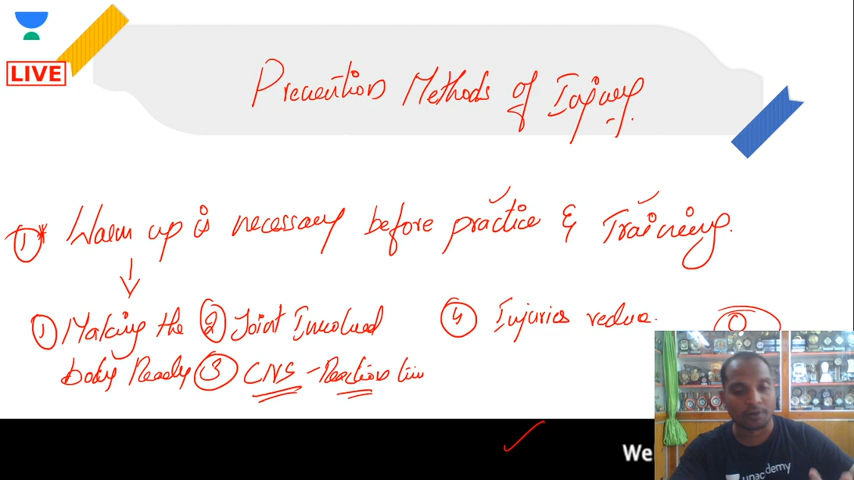 LIVE
Prevention Methods of Injury
① * Warm up is necessary before practice & Training.
① Making the body Ready
② Joint Involved
③ CNS - Reaction tim
④ Injuries reduce.
We
unacademy